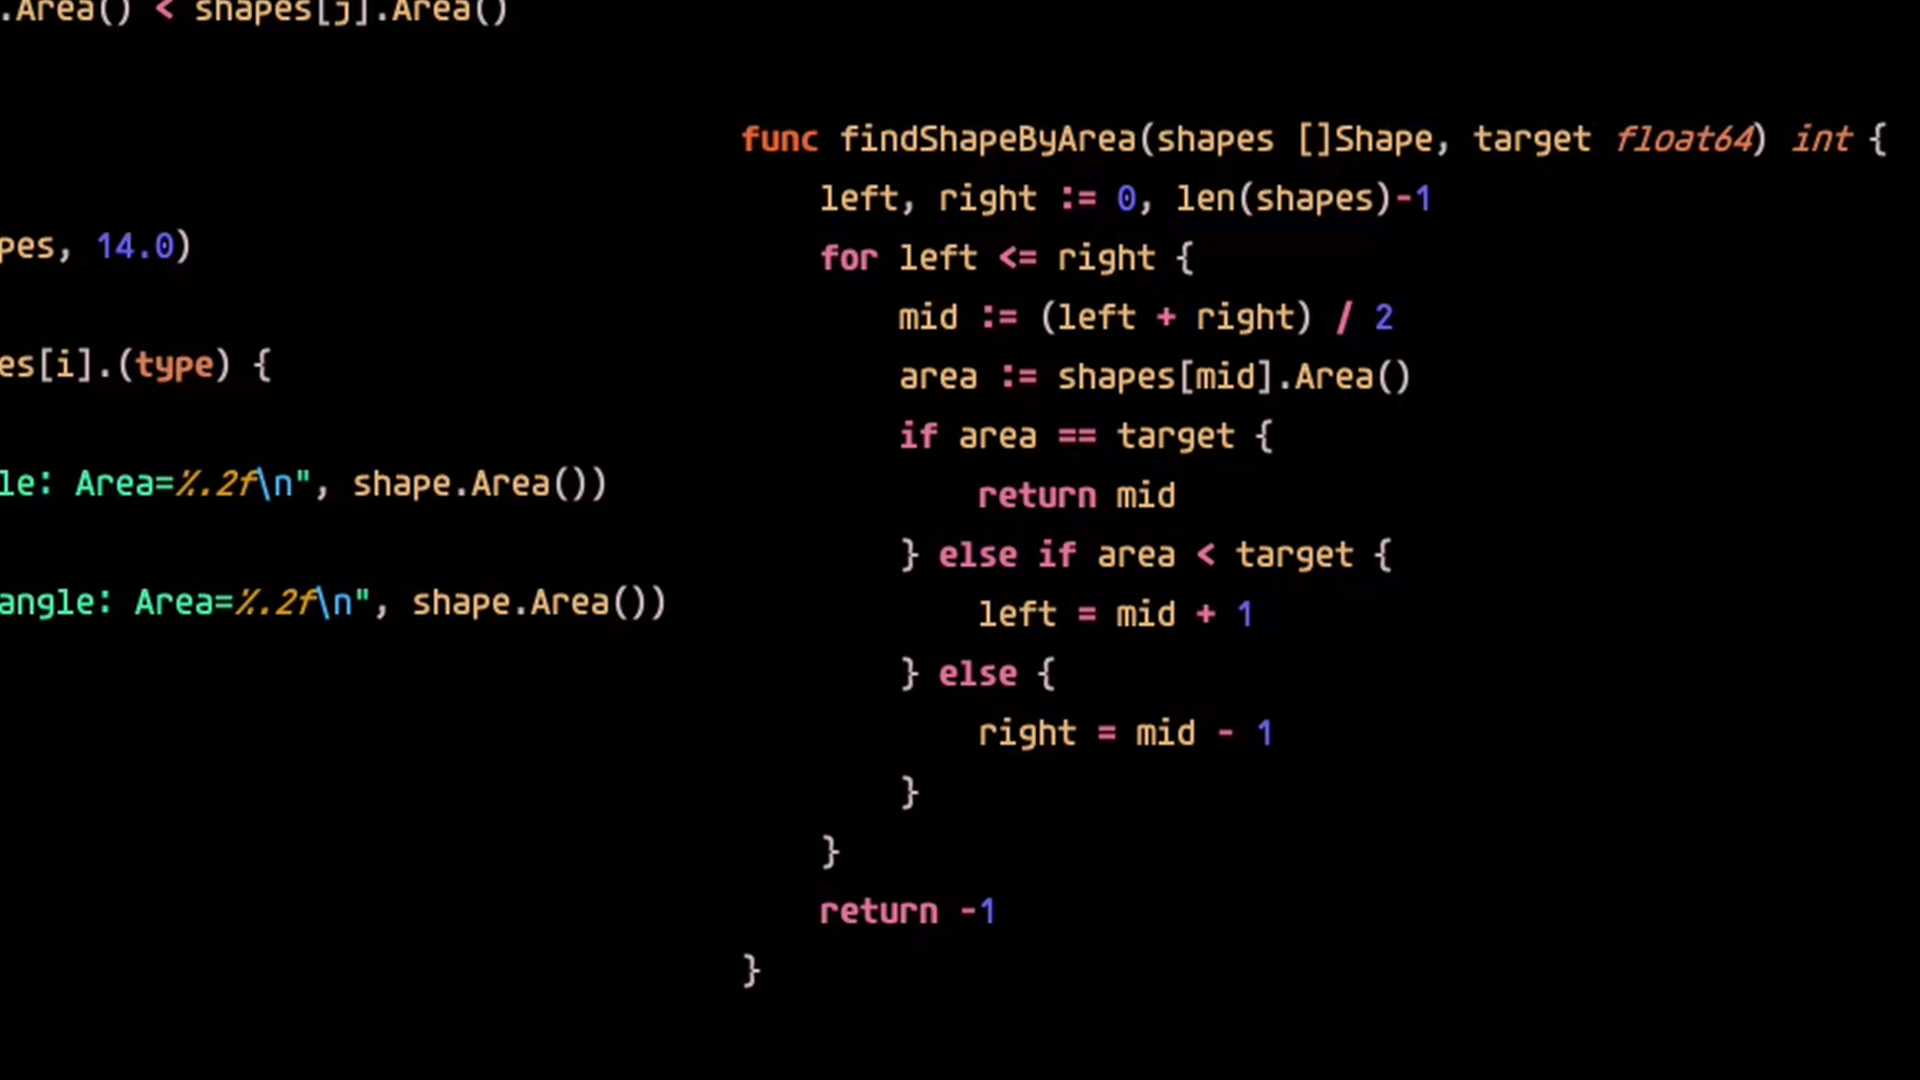 .Area() < shapes[j].Area()
pes, 14.0)
es[i].(type) {
le: Area=%.2f\n", shape.Area())
angle: Area=%.2f\n", shape.Area())
func findShapeByArea(shapes []Shape, target float64) int {
left, right := 0, len(shapes)-1
for left <= right {
mid := (left + right) / 2
area := shapes[mid].Area()
if area == target {
return mid
} else if area < target {
left = mid + 1
} else {
right = mid - 1
}
}
return -1
}